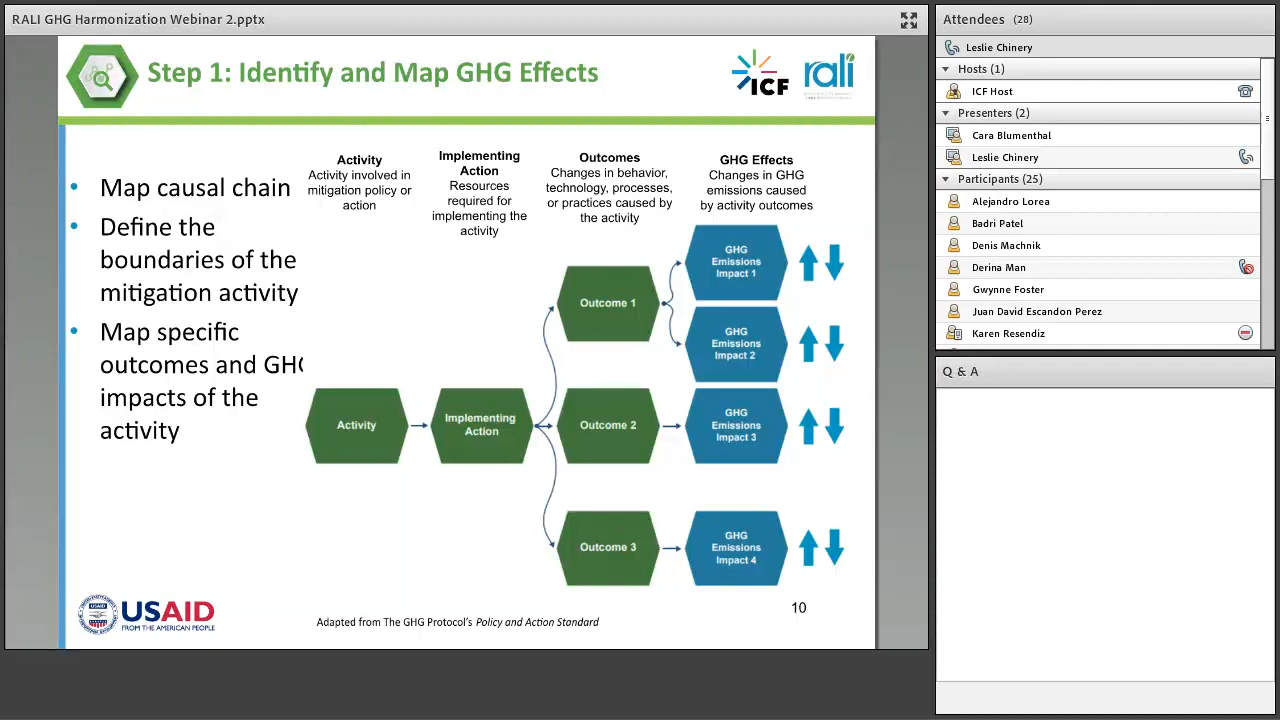 RALI GHG Harmonization Webinar 2.pptx
Step 1: Identify and Map GHG Effects
ICF
rali
Map causal chain
Define the
boundaries of the
mitigation activity
Map specific
outcomes and GHG
impacts of the
activity
Activity
Activity involved in
mitigation policy or
action
Implementing
Action
Resources
required for
implementing the
activity
Outcomes
Changes in behavior,
technology, processes,
or practices caused by
the activity
GHG Effects
Changes in GHG
emissions caused
by activity outcomes
Activity
Implementing
Action
Outcome 1
Outcome 2
Outcome 3
GHG
Emissions
Impact 1
GHG
Emissions
Impact 2
GHG
Emissions
Impact 3
GHG
Emissions
Impact 4
USAID
FROM THE AMERICAN PEOPLE
Adapted from The GHG Protocol's Policy and Action Standard
10
Attendees (28)
Leslie Chinery
Hosts (1)
ICF Host
Presenters (2)
Cara Blumenthal
Leslie Chinery
Participants (25)
Alejandro Lorea
Badri Patel
Denis Machnik
Derina Man
Gwynne Foster
Juan David Escandon Perez
Karen Resendiz
Q & A